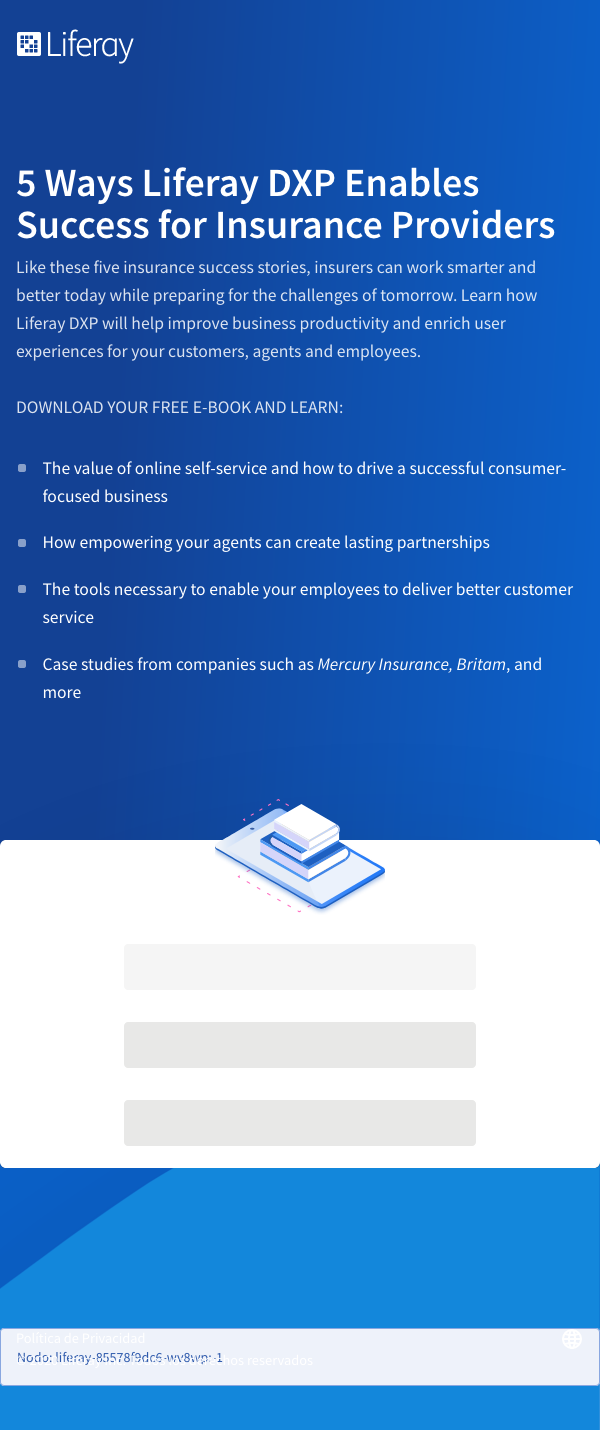 Liferay
5 Ways Liferay DXP Enables
Success for Insurance Providers
Like these five insurance success stories, insurers can work smarter and
better today while preparing for the challenges of tomorrow. Learn how
Liferay DXP will help improve business productivity and enrich user
experiences for your customers, agents and employees.
DOWNLOAD YOUR FREE E-BOOK AND LEARN:
The value of online self-service and how to drive a successful consumer-
focused business
How empowering your agents can create lasting partnerships
The tools necessary to enable your employees to deliver better customer
service
Case studies from companies such as Mercury Insurance, Britam, and
more
Política de Privacidad
Node: liferay-85578f9dc6-wv8wp:-1
reservados